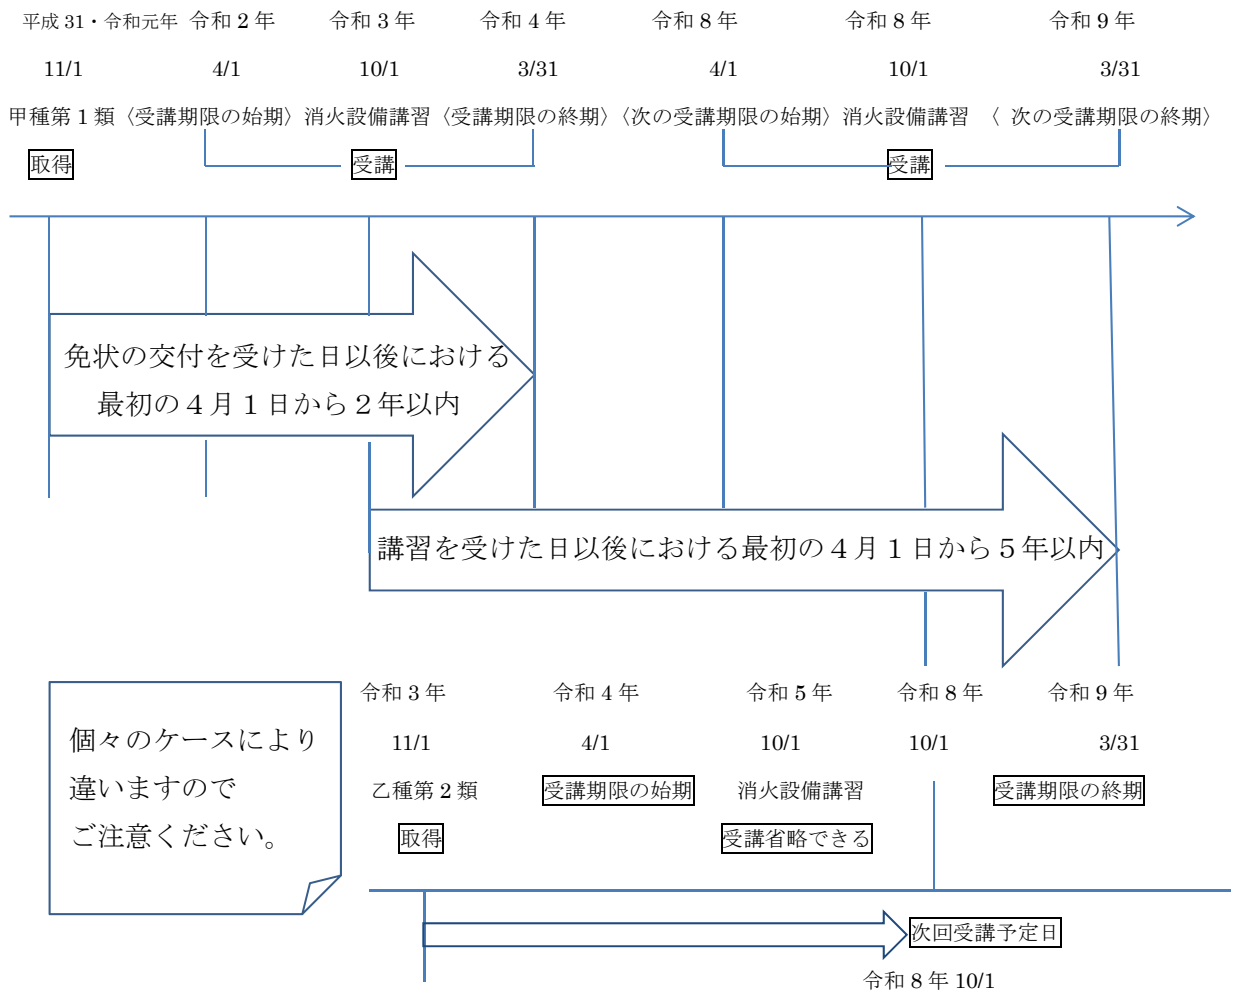 平成 31・令和元年 令和 2 年 令和 3 年 令和 4 年 令和 8 年 令和 8 年 令和 9 年
11/1 4/1 10/1 3/31 4/1 10/1 3/31
甲種第 1 類〈受講期限の始期〉消火設備講習〈受講期限の終期〉〈次の受講期限の始期〉消火設備講習 〈 次の受講期限の終期〉
取得 受講 受講
免状の交付を受けた日以後における
最初の４月１日から２年以内
講習を受けた日以後における最初の４月１日から５年以内
個々のケースにより
違いますので
ご注意ください。
令和 3 年 令和 4 年 令和 5 年 令和 8 年 令和 9 年
11/1 4/1 10/1 10/1 3/31
乙種第 2 類 受講期限の始期 消火設備講習 受講期限の終期
取得 受講省略できる
次回受講予定日
令和 8 年 10/1